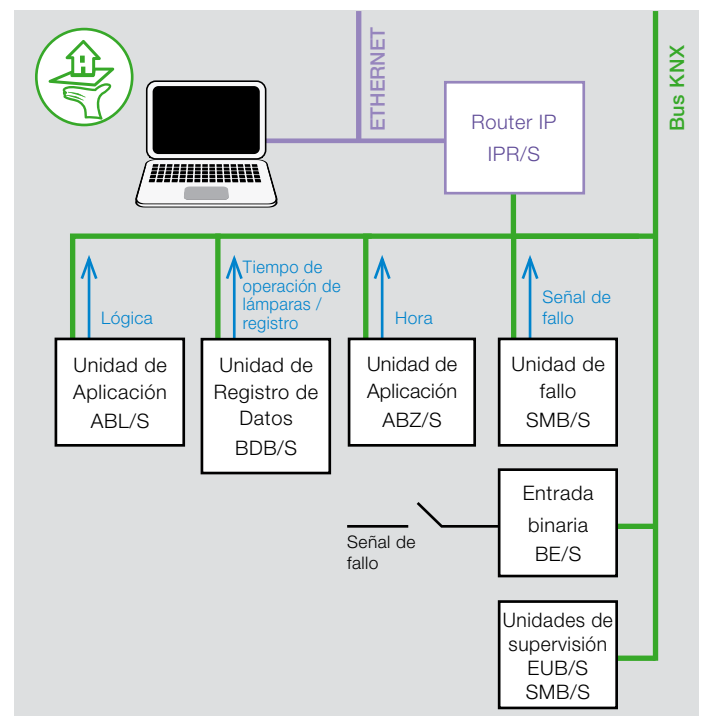 ETHERNET
Bus KNX
Router IP
IPR/S
Lógica
Tiempo de
operación de
lámparas /
registro
Hora
Señal de
fallo
Unidad de
Aplicación
ABL/S
Unidad de
Registro de
Datos
BDB/S
Unidad de
Aplicación
ABZ/S
Unidad de
fallo
SMB/S
Señal de
fallo
Entrada
binaria
BE/S
Unidades de
supervisión
EUB/S
SMB/S